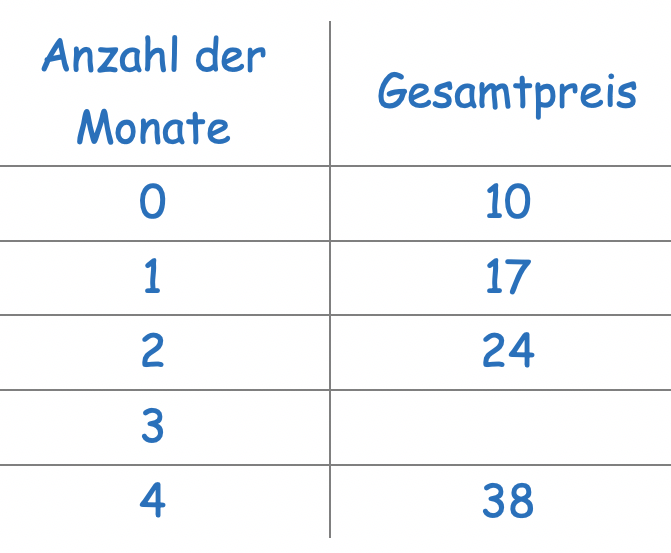 Anzahl der
Monate
Gesamtpreis
0 10
1 17
2 24
3
4 38